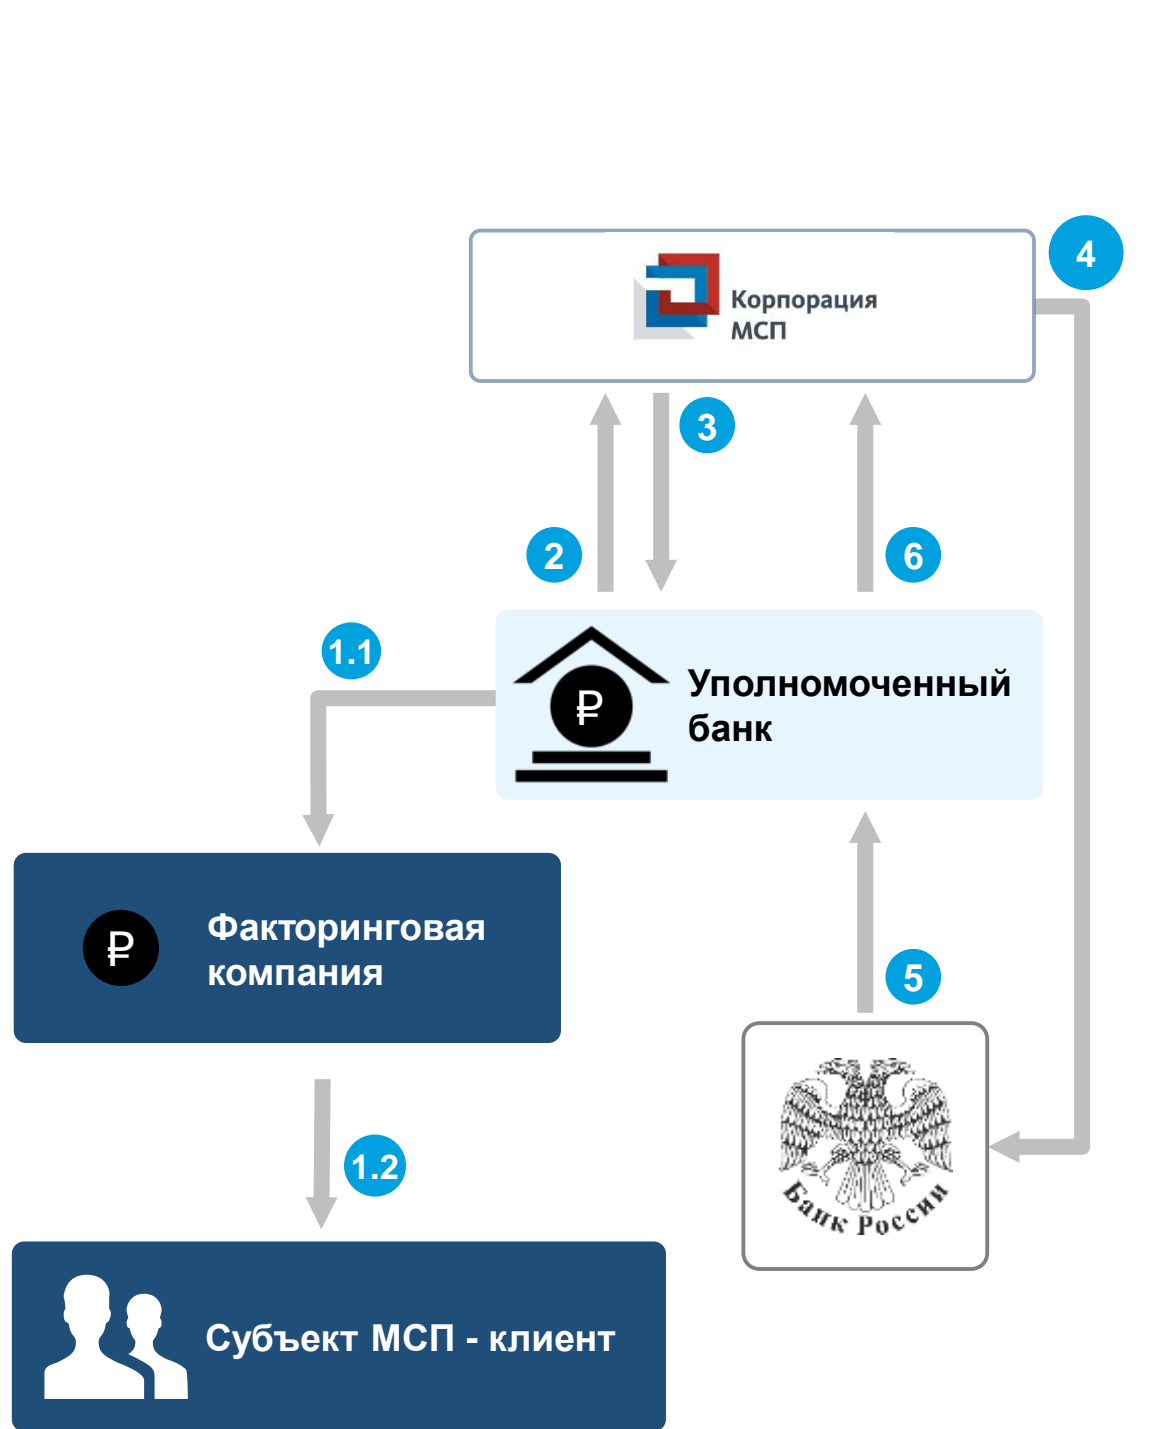 4
Корпорация
МСП
3
2
6
1.1
₽
Уполномоченный
банк
₽
Факторинговая
компания
5
1.2
Банк России
Субъект МСП - клиент